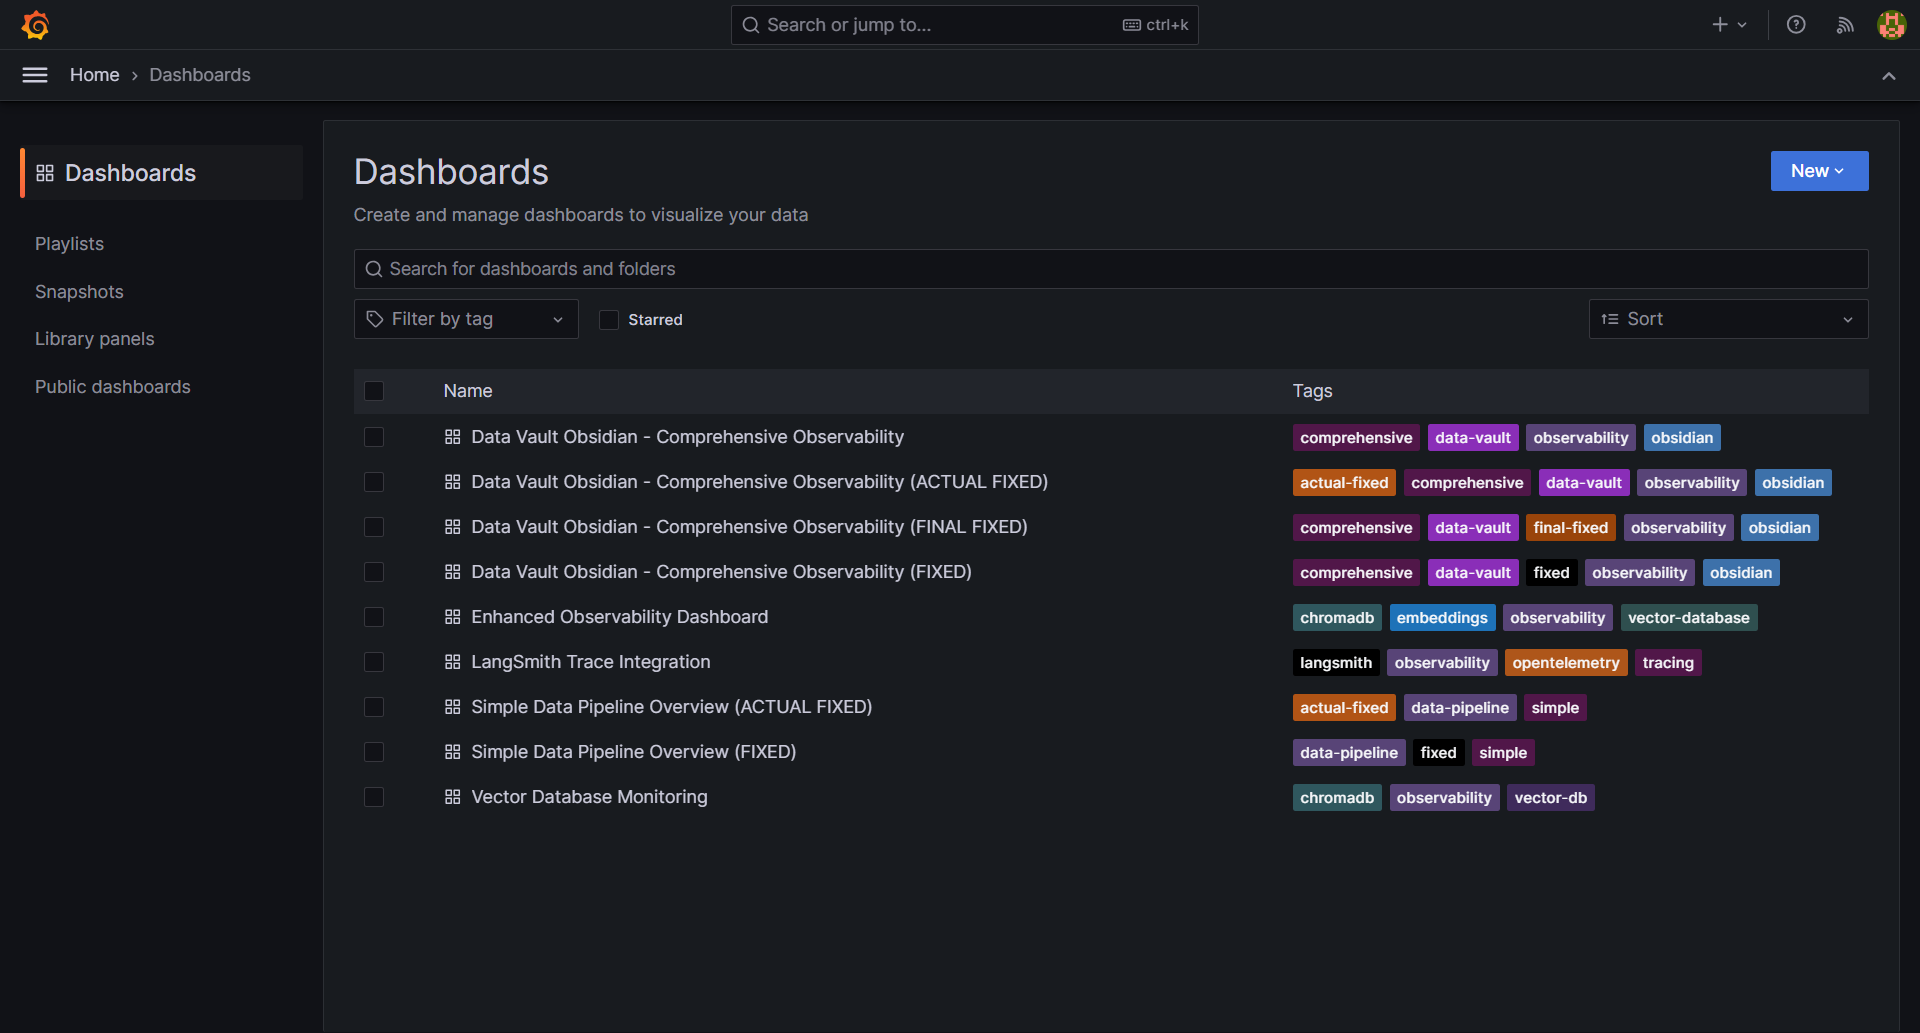 Search or jump to... ctrl+k
Home › Dashboards
Dashboards
Playlists
Snapshots
Library panels
Public dashboards
Dashboards
New
Create and manage dashboards to visualize your data
Search for dashboards and folders
Filter by tag Starred Sort
Name Tags
Data Vault Obsidian - Comprehensive Observability comprehensive data-vault observability obsidian
Data Vault Obsidian - Comprehensive Observability (ACTUAL FIXED) actual-fixed comprehensive data-vault observability obsidian
Data Vault Obsidian - Comprehensive Observability (FINAL FIXED) comprehensive data-vault final-fixed observability obsidian
Data Vault Obsidian - Comprehensive Observability (FIXED) comprehensive data-vault fixed observability obsidian
Enhanced Observability Dashboard chromadb embeddings observability vector-database
LangSmith Trace Integration langsmith observability opentelemetry tracing
Simple Data Pipeline Overview (ACTUAL FIXED) actual-fixed data-pipeline simple
Simple Data Pipeline Overview (FIXED) data-pipeline fixed simple
Vector Database Monitoring chromadb observability vector-db